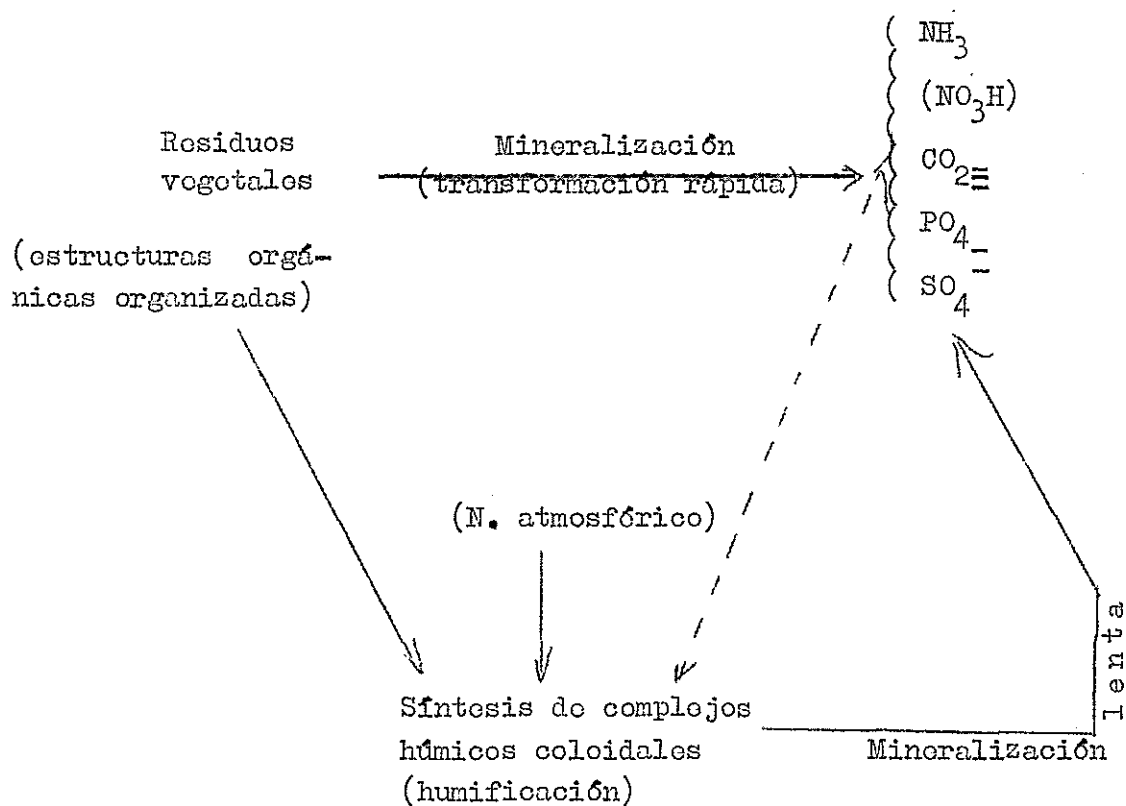 NH3
(NO3H)
Residuos
vegetales
Mineralización
(transformación rápida)
CO2
PO4≡
SO4=
(estructuras orgá-
nicas organizadas)
(N. atmosférico)
lenta
Síntesis de complejos
húmicos coloidales
(humificación)
Mineralización